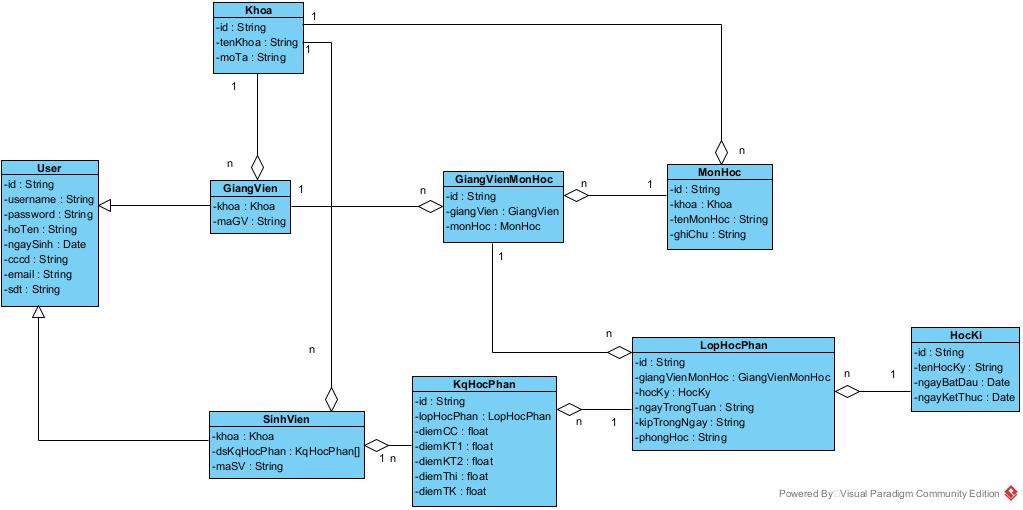 Khoa
-id : String
-tenKhoa : String
-moTa : String
1
1
1
n
n
User
-id : String
-username : String
-password : String
-hoTen : String
-ngaySinh : Date
-cccd : String
-email : String
-sdt : String
GiangVien
-khoa : Khoa
-maGV : String
1
n
GiangVienMonHoc
-id : String
-giangVien : GiangVien
-monHoc : MonHoc
n
1
1
MonHoc
-id : String
-khoa : Khoa
-tenMonHoc : String
-ghiChu : String
n
n
LopHocPhan
-id : String
-giangVienMonHoc : GiangVienMonHoc
-hocKy : HocKy
-ngayTrongTuan : String
-kipTrongNgay : String
-phongHoc : String
n
1
HocKi
-id : String
-tenHocKy : String
-ngayBatDau : Date
-ngayKetThuc : Date
SinhVien
-khoa : Khoa
-dsKqHocPhan : KqHocPhan[]
-maSV : String
1 n
KqHocPhan
-id : String
-lopHocPhan : LopHocPhan
-diemCC : float
-diemKT1 : float
-diemKT2 : float
-diemThi : float
-diemTK : float
n
1
Powered By Visual Paradigm Community Edition